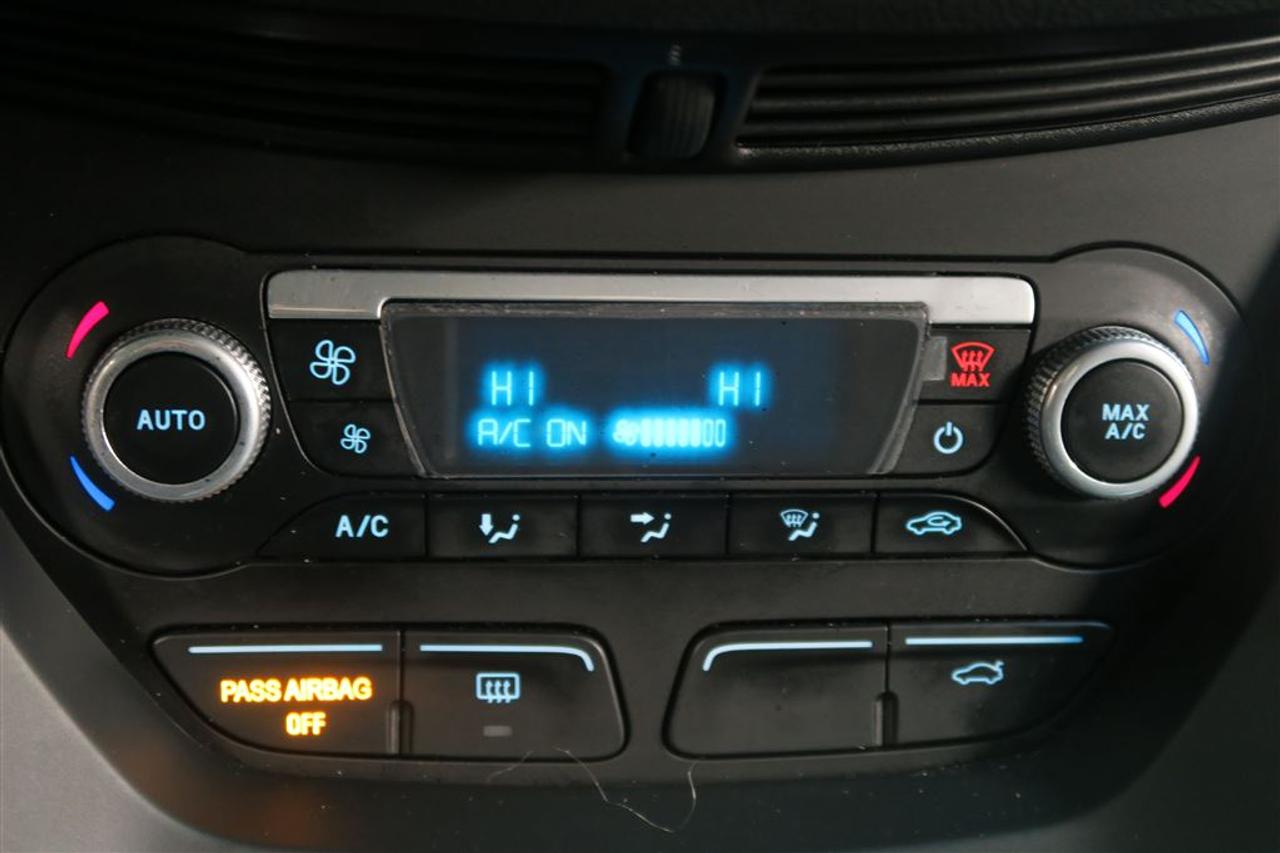 HI HI
A/C ON
MAX
AUTO
MAX
A/C
A/C
PASS AIRBAG
OFF